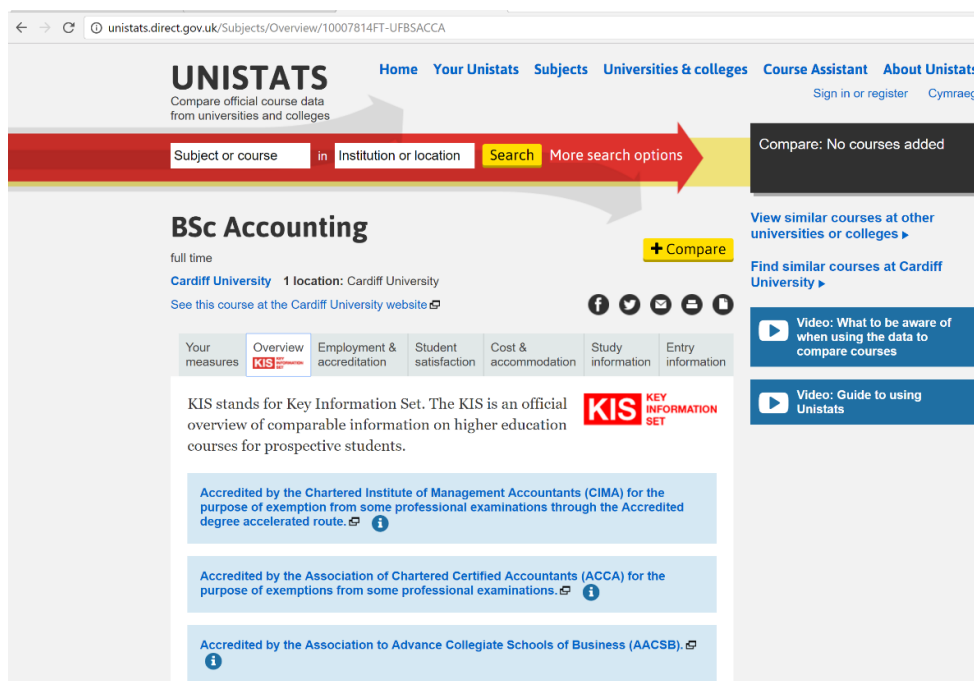 unistats.direct.gov.uk/Subjects/Overview/10007814FT-UFBSACCA
UNISTATS
Compare official course data
from universities and colleges
Home Your Unistats Subjects Universities & colleges Course Assistant About Unistats
Sign in or register Cymraeg
Subject or course in Institution or location Search More search options
Compare: No courses added
BSc Accounting
full time
+ Compare
Cardiff University 1 location: Cardiff University
See this course at the Cardiff University website
View similar courses at other
universities or colleges
Find similar courses at Cardiff
University
Video: What to be aware of
when using the data to
compare courses
Video: Guide to using
Unistats
Your
measures
Overview
KIS KEY
INFORMATION
SET
Employment &
accreditation
Student
satisfaction
Cost &
accommodation
Study
information
Entry
information
KIS stands for Key Information Set. The KIS is an official
overview of comparable information on higher education
courses for prospective students.
KIS KEY
INFORMATION
SET
Accredited by the Chartered Institute of Management Accountants (CIMA) for the
purpose of exemption from some professional examinations through the Accredited
degree accelerated route.
Accredited by the Association of Chartered Certified Accountants (ACCA) for the
purpose of exemptions from some professional examinations.
Accredited by the Association to Advance Collegiate Schools of Business (AACSB).